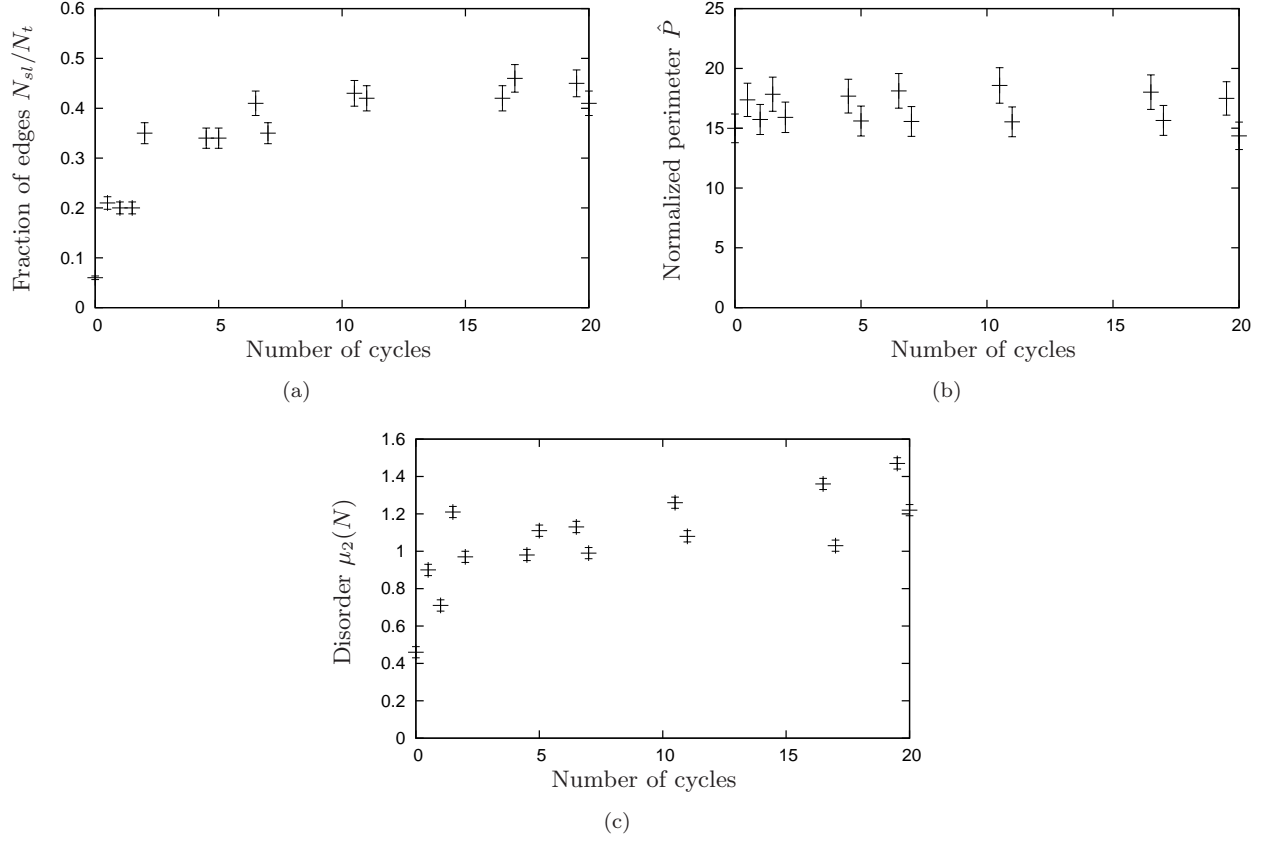 0.6
0.5
0.4
0.3
0.2
0.1
0
Fraction of edges N_{sl}/N_t
0 5 10 15 20
Number of cycles
(a)
25
20
15
10
5
0
Normalized perimeter P̂
0 5 10 15 20
Number of cycles
(b)
1.6
1.4
1.2
1
0.8
0.6
0.4
0.2
0
Disorder μ₂(N)
0 5 10 15 20
Number of cycles
(c)